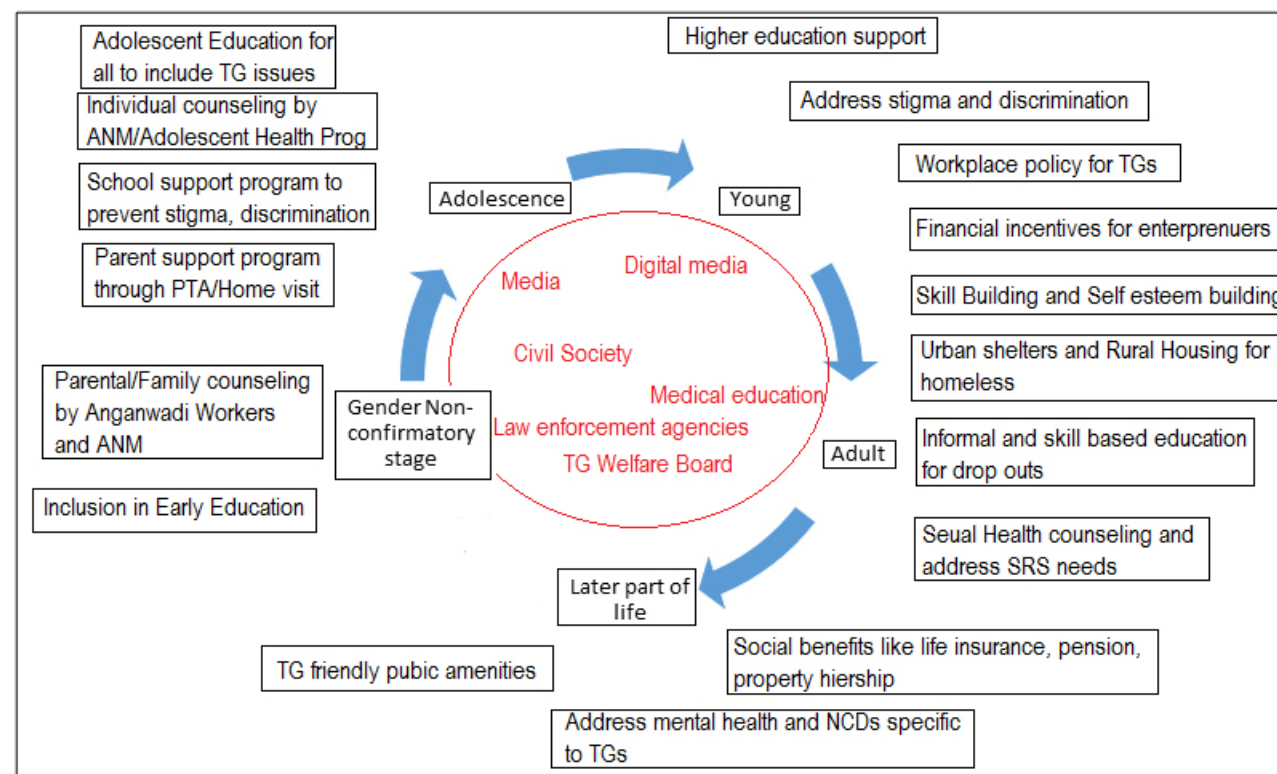 Adolescent Education for
all to include TG issues
Individual counseling by
ANM/Adolescent Health Prog
School support program to
prevent stigma, discrimination
Parent support program
through PTA/Home visit
Parental/Family counseling
by Anganwadi Workers
and ANM
Inclusion in Early Education
Higher education support
Address stigma and discrimination
Workplace policy for TGs
Financial incentives for enterprenuers
Skill Building and Self esteem building
Urban shelters and Rural Housing for
homeless
Informal and skill based education
for drop outs
Seual Health counseling and
address SRS needs
Adolescence
Young
Gender Non-
confirmatory
stage
Adult
Later part of
life
Media
Digital media
Civil Society
Medical education
Law enforcement agencies
TG Welfare Board
TG friendly pubic amenities
Social benefits like life insurance, pension,
property hiership
Address mental health and NCDs specific
to TGs